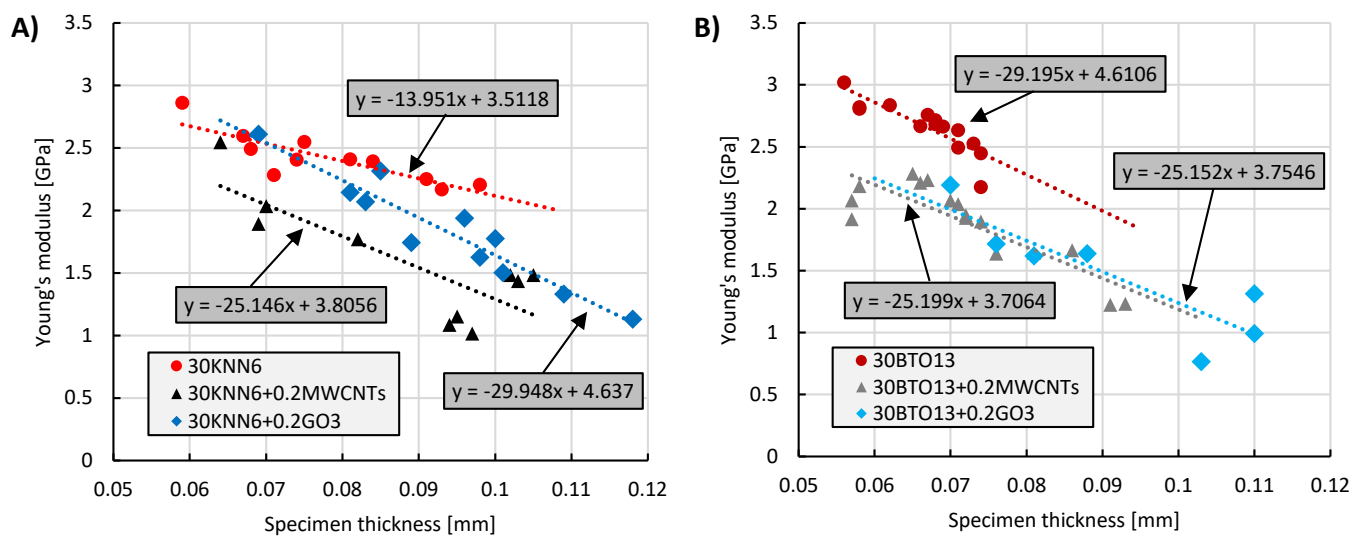 A)
Young's modulus [GPa]
3.5
3
2.5
2
1.5
1
0.5
0
y = -13.951x + 3.5118
y = -25.146x + 3.8056
y = -29.948x + 4.637
30KNN6
30KNN6+0.2MWCNTs
30KNN6+0.2GO3
0.05 0.06 0.07 0.08 0.09 0.1 0.11 0.12
Specimen thickness [mm]
B)
Young's modulus [GPa]
3.5
3
2.5
2
1.5
1
0.5
0
y = -29.195x + 4.6106
y = -25.152x + 3.7546
y = -25.199x + 3.7064
30BTO13
30BTO13+0.2MWCNTs
30BTO13+0.2GO3
0.05 0.06 0.07 0.08 0.09 0.1 0.11 0.12
Specimen thickness [mm]